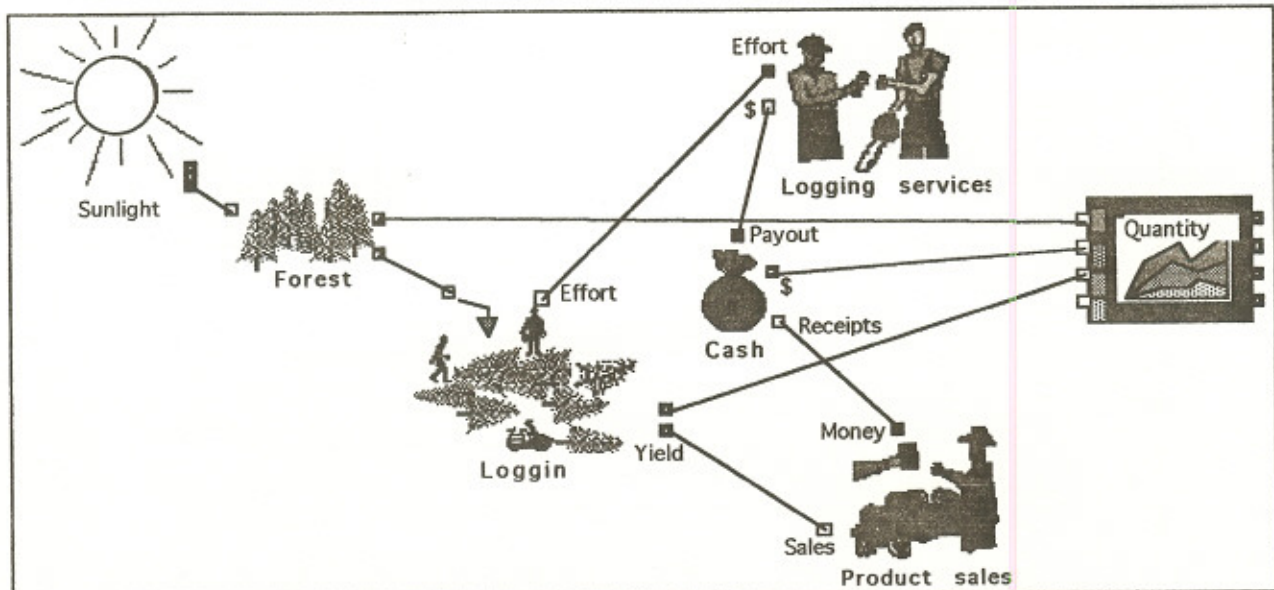 Effort
$
Logging services
Sunlight
Payout
Quantity
Forest
Effort
$
Receipts
Cash
Money
Yield
Loggin
Sales
Product sales